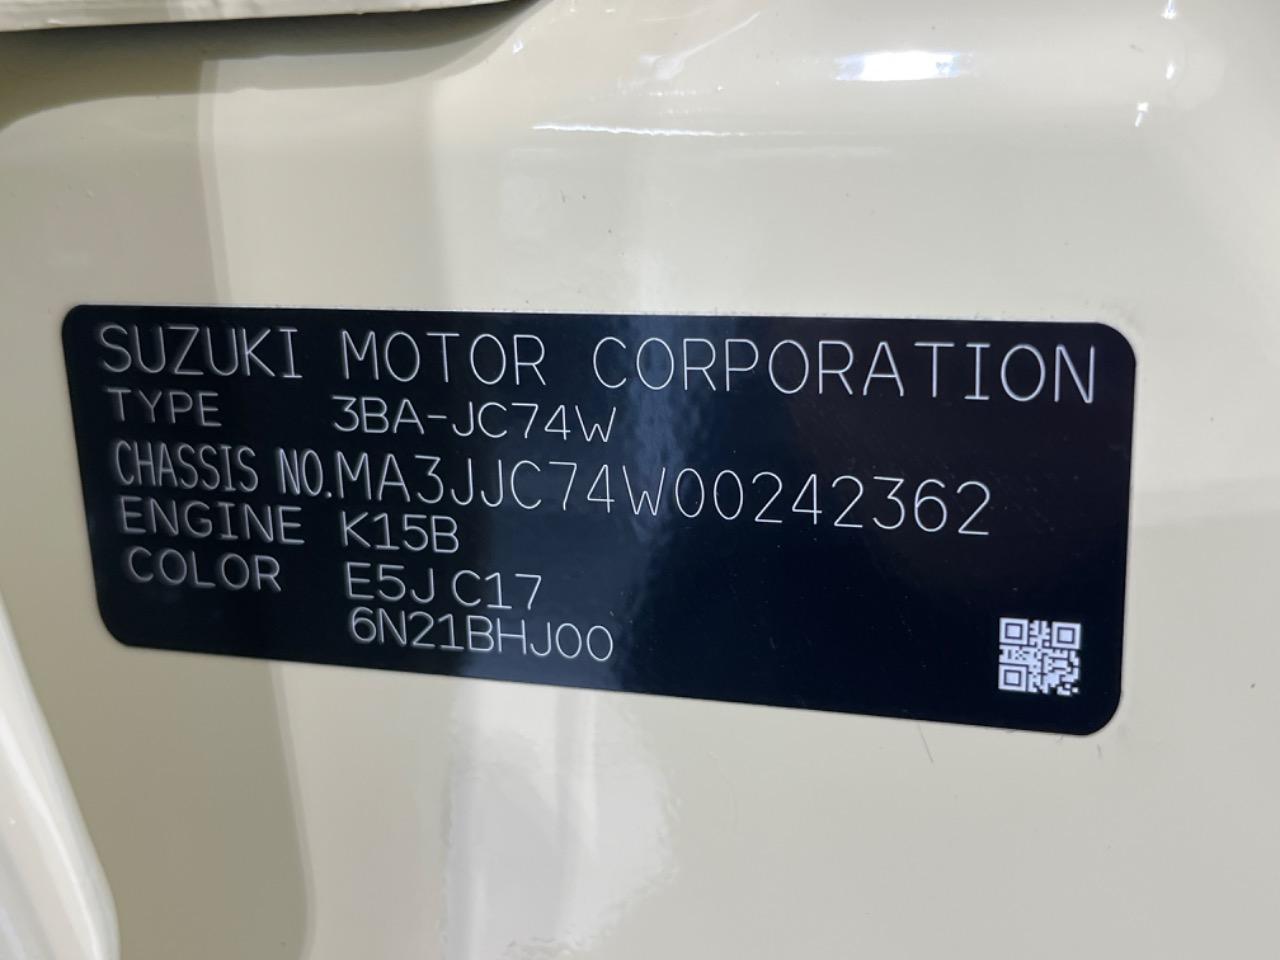 SUZUKI MOTOR CORPORATION
TYPE 3BA-JC74W
CHASSIS NO. MA3JJC74W00242362
ENGINE K15B
COLOR E5J C17
6N21BHJ00